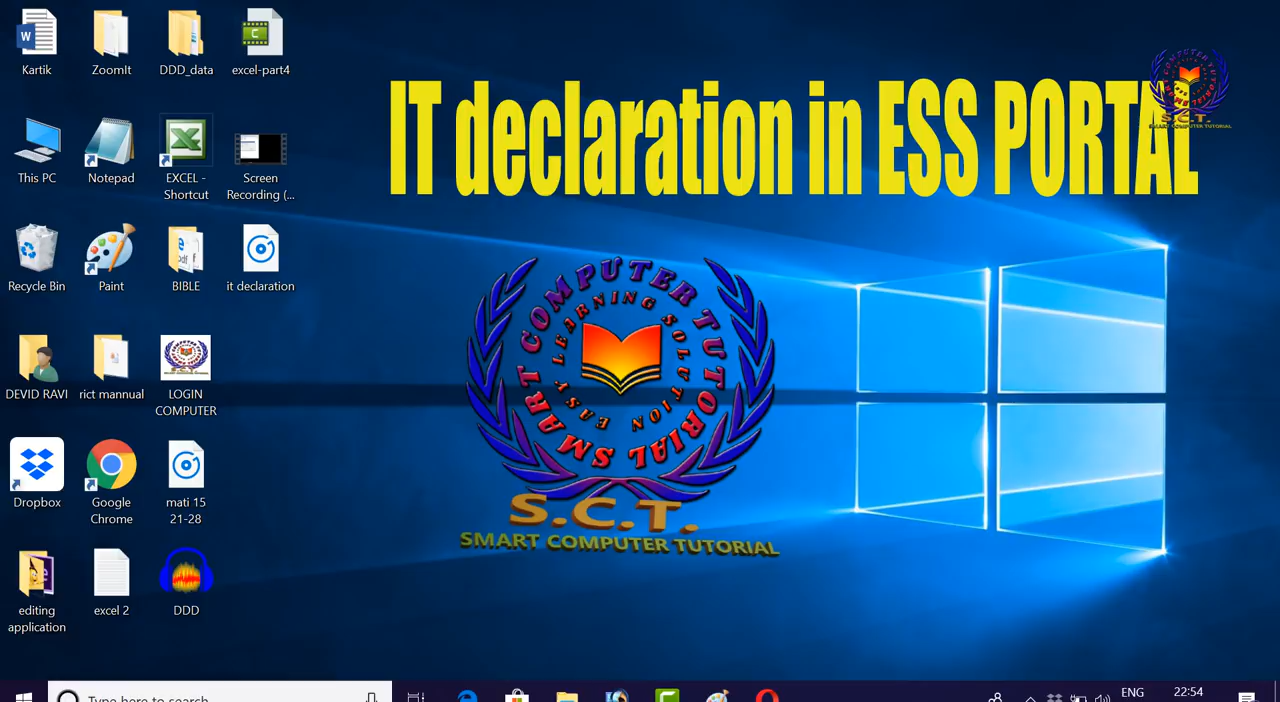 Kartik
ZoomIt
DDD_data
excel-part4
IT declaration in ESS PORTAL
S.C.T.
SMART COMPUTER TUTORIAL
This PC
Notepad
EXCEL -
Shortcut
Screen
Recording (...
Recycle Bin
Paint
BIBLE
it declaration
SMART COMPUTER TUTORIAL
EASY LEARNING SOLUTION
S.C.T.
SMART COMPUTER TUTORIAL
DEVID RAVI
rict mannual
LOGIN
COMPUTER
Dropbox
Google
Chrome
mati 15
21-28
editing
application
excel 2
DDD
Type here to search
ENG
22:54